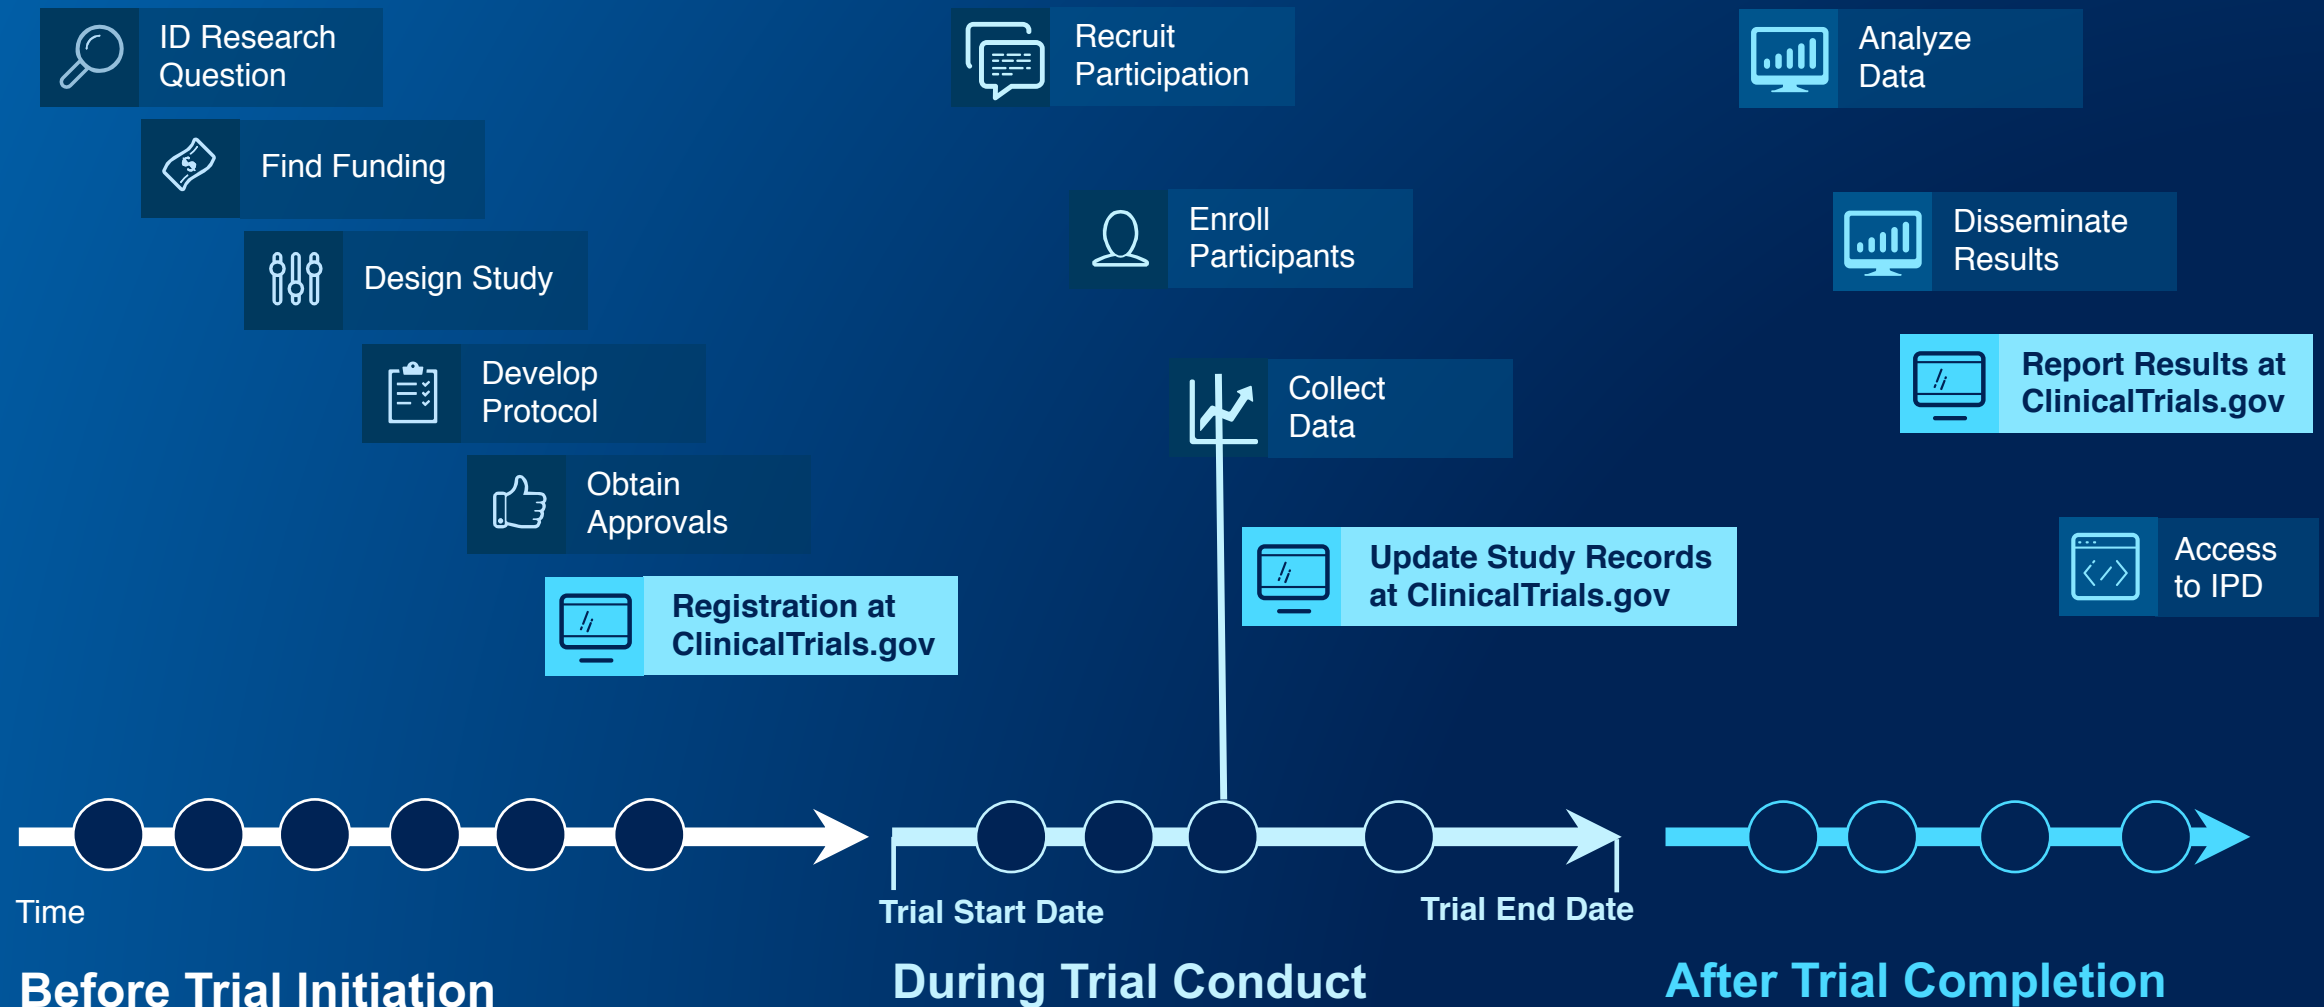 ID Research
Question
Find Funding
Design Study
Develop
Protocol
Obtain
Approvals
Registration at
ClinicalTrials.gov
Recruit
Participation
Enroll
Participants
Collect
Data
Update Study Records
at ClinicalTrials.gov
Analyze
Data
Disseminate
Results
Report Results at
ClinicalTrials.gov
Access
to IPD
Time
Trial Start Date
Trial End Date
Before Trial Initiation
During Trial Conduct
After Trial Completion